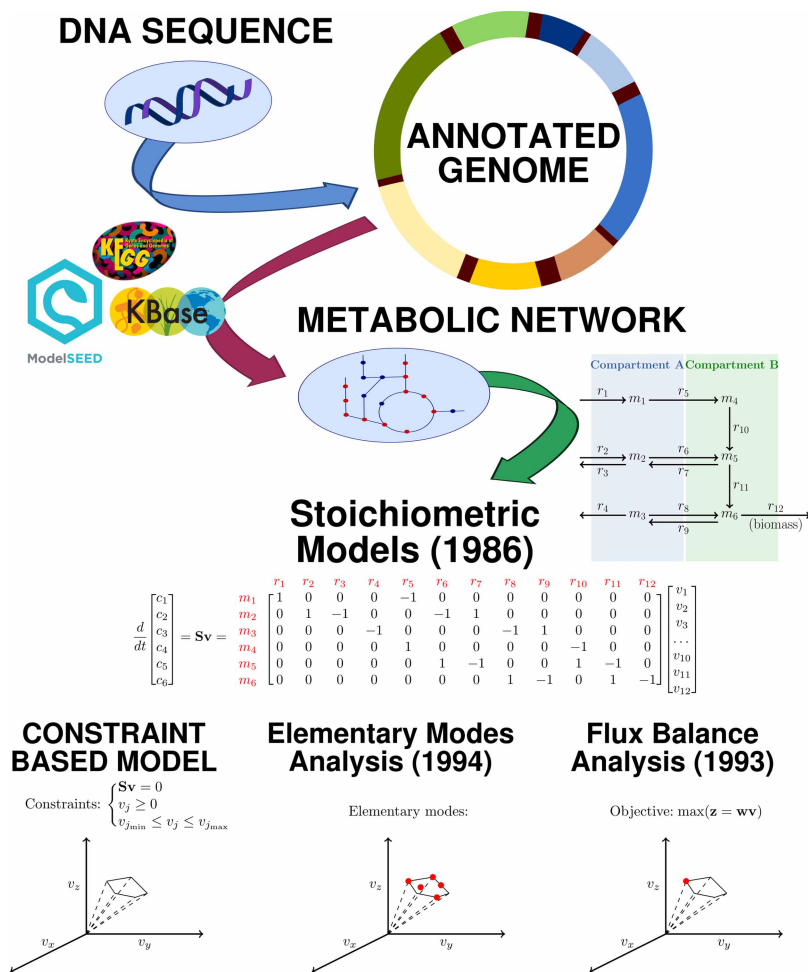 DNA SEQUENCE
ANNOTATED
GENOME
KEGG
Kyoto Encyclopedia of
Genes and Genomes
KBase
ModelSEED
METABOLIC NETWORK
Compartment A Compartment B
r1 m1 r5 m4
r10
r2 m2 r6 m5
r3 r7
r11
r4 m3 r8 m6 r12
r9 (biomass)
Stoichiometric
Models (1986)
r1 r2 r3 r4 r5 r6 r7 r8 r9 r10 r11 r12
d/dt [c1 c2 c3 c4 c5 c6] = Sv =
m1 1 0 0 0 −1 0 0 0 0 0 0 0
m2 0 1 −1 0 0 −1 1 0 0 0 0 0
m3 0 0 0 −1 0 0 0 −1 1 0 0 0
m4 0 0 0 0 1 0 0 0 0 −1 0 0
m5 0 0 0 0 0 1 −1 0 0 1 −1 0
m6 0 0 0 0 0 0 0 1 −1 0 1 −1
v1
v2
v3
...
v10
v11
v12
CONSTRAINT
BASED MODEL
Constraints: { Sv = 0
vj ≥ 0
vjmin ≤ vj ≤ vjmax
vz
vx vy
Elementary Modes
Analysis (1994)
Elementary modes:
vz
vx vy
Flux Balance
Analysis (1993)
Objective: max(z = wv)
vz
vx vy